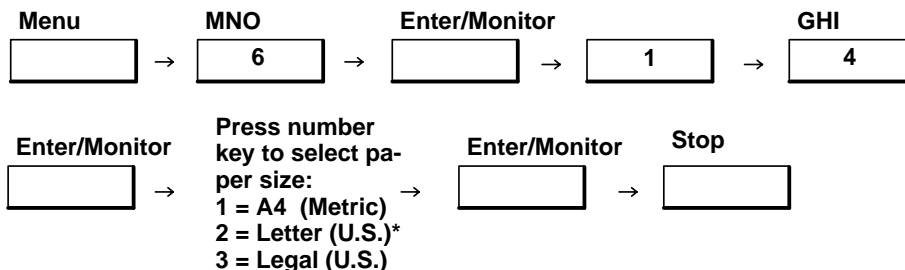 Menu MNO Enter/Monitor GHI
→ 6 → → 1 → 4
Enter/Monitor Press number Enter/Monitor Stop
key to select pa-
per size:
→ → →
1 = A4 (Metric)
2 = Letter (U.S.)*
3 = Legal (U.S.)